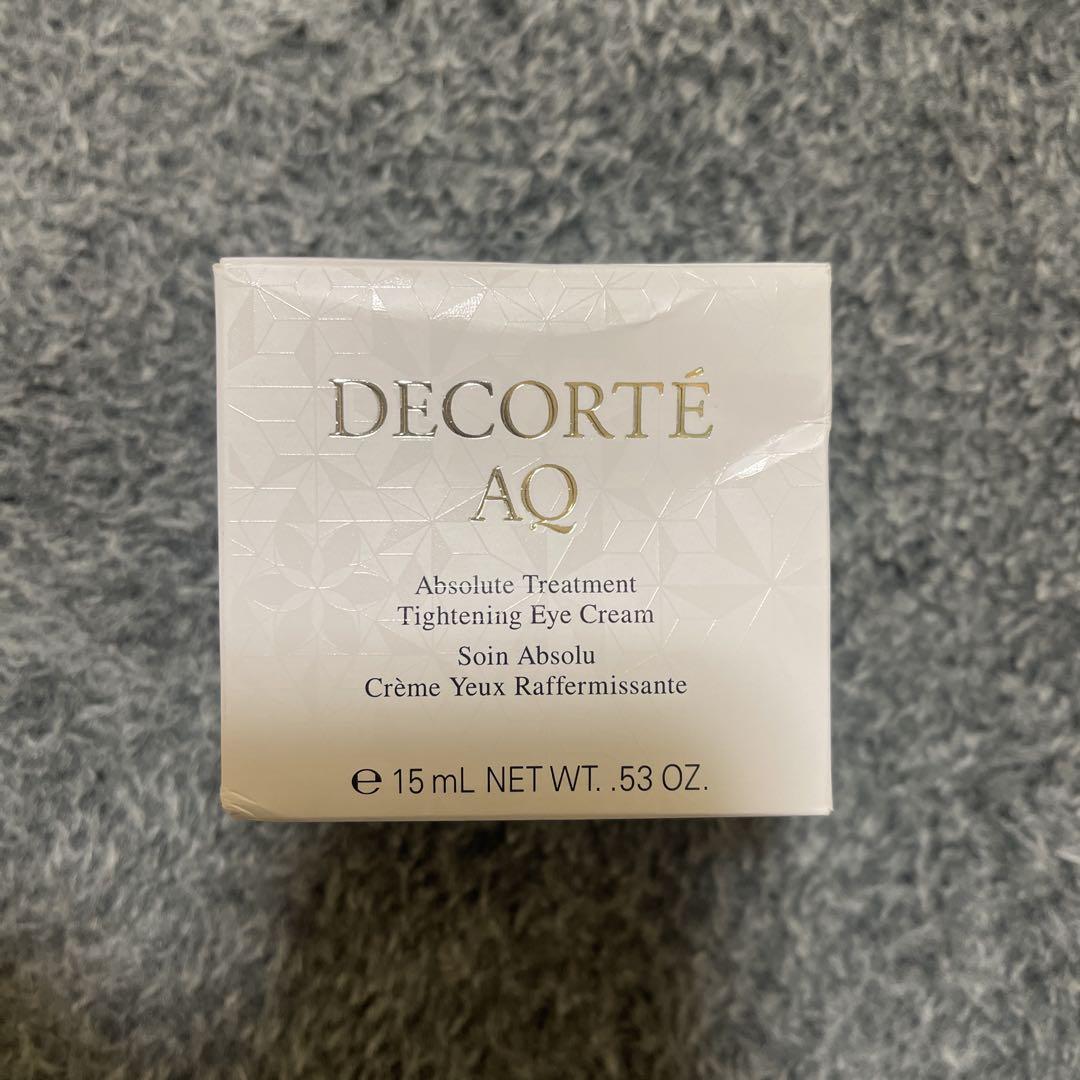 DECORTÉ
AQ
Absolute Treatment
Tightening Eye Cream
Soin Absolu
Crème Yeux Raffermissante
℮ 15 mL NET WT. .53 OZ.